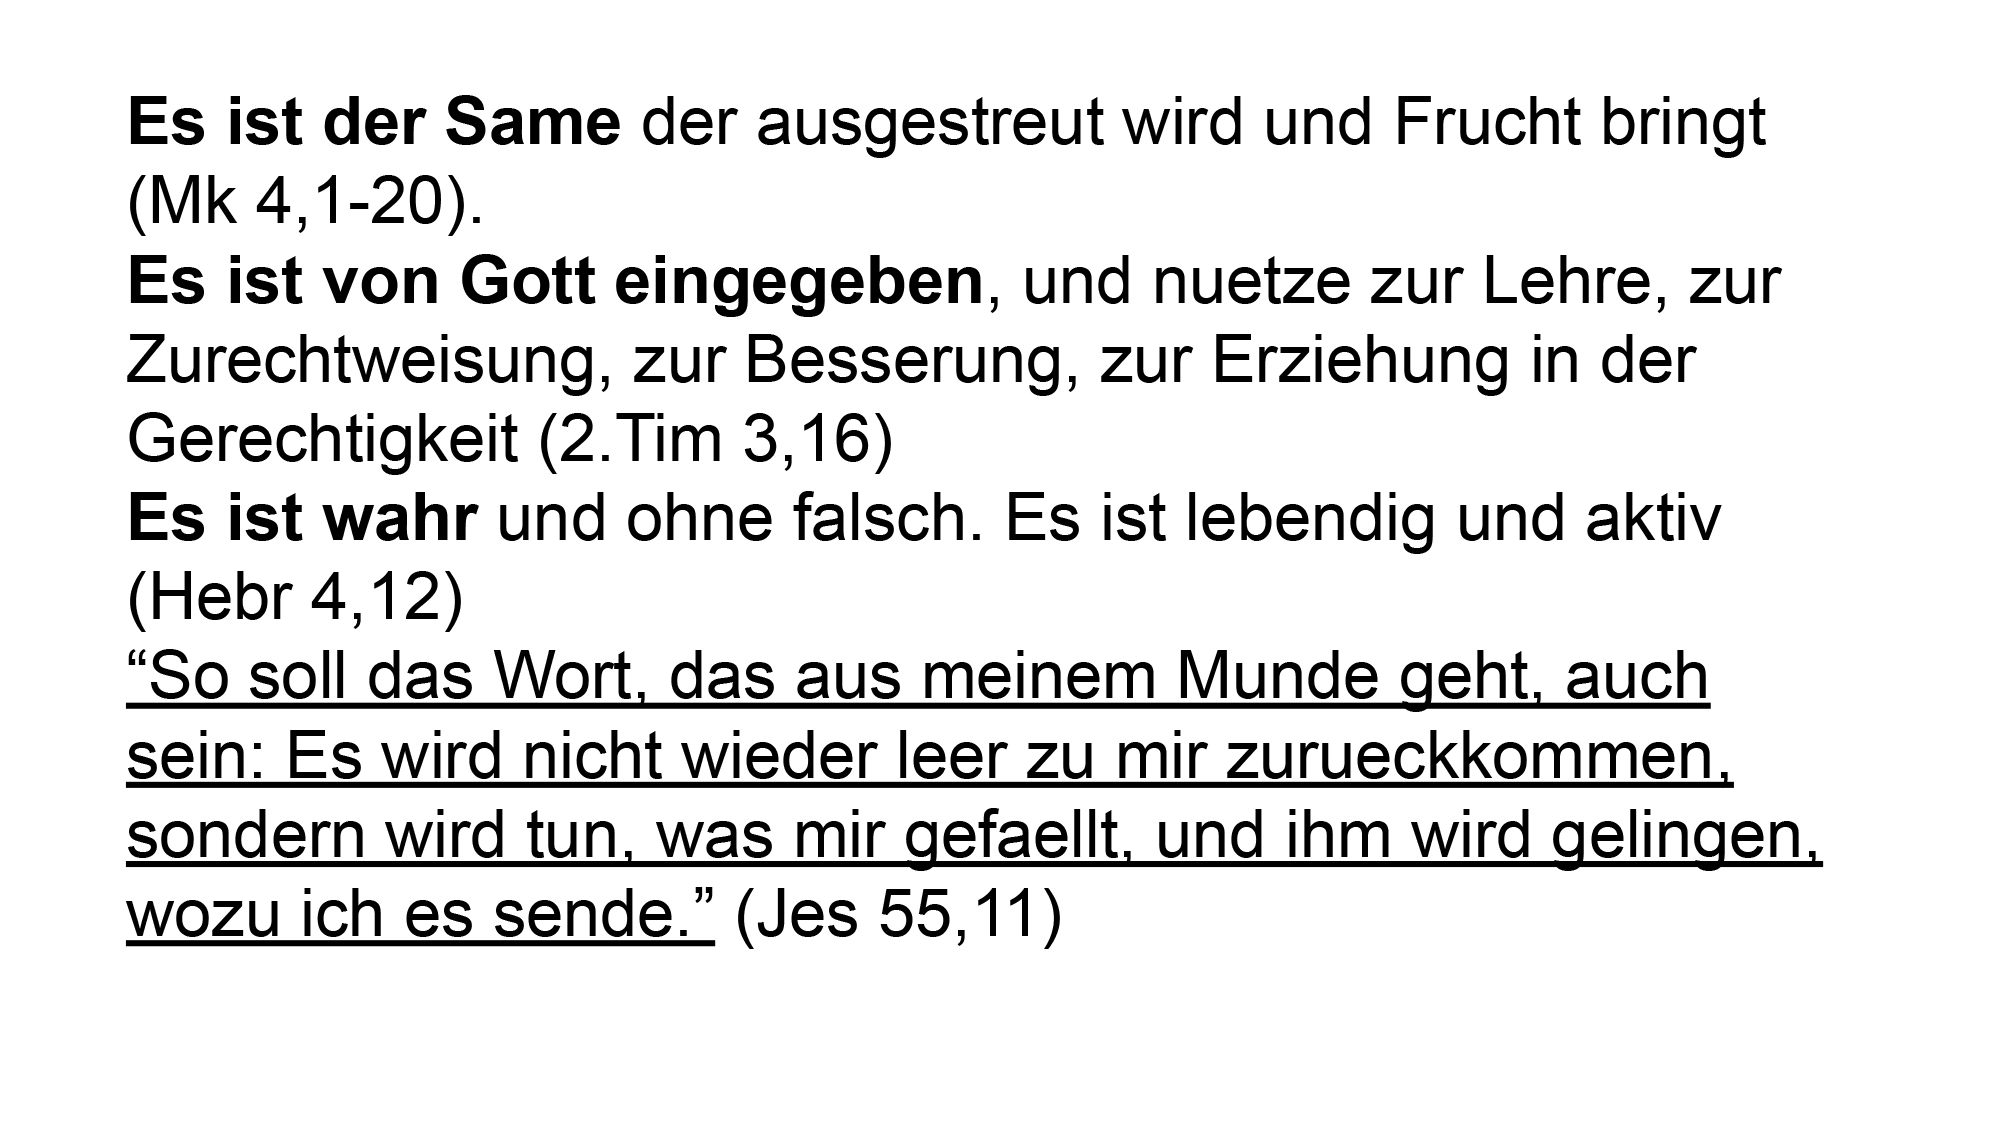 Es ist der Same der ausgestreut wird und Frucht bringt
(Mk 4,1-20).
Es ist von Gott eingegeben, und nuetze zur Lehre, zur
Zurechtweisung, zur Besserung, zur Erziehung in der
Gerechtigkeit (2.Tim 3,16)
Es ist wahr und ohne falsch. Es ist lebendig und aktiv
(Hebr 4,12)
“So soll das Wort, das aus meinem Munde geht, auch
sein: Es wird nicht wieder leer zu mir zurueckkommen,
sondern wird tun, was mir gefaellt, und ihm wird gelingen,
wozu ich es sende.” (Jes 55,11)